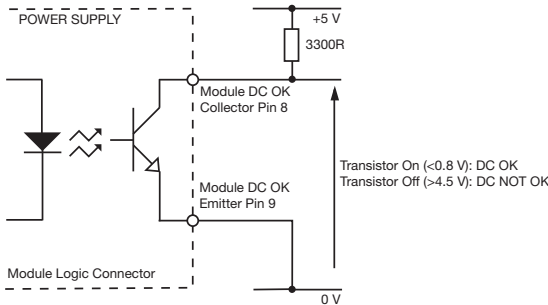 POWER SUPPLY
+5 V
3300R
Module DC OK
Collector Pin 8
Transistor On (<0.8 V): DC OK
Transistor Off (>4.5 V): DC NOT OK
Module DC OK
Emitter Pin 9
Module Logic Connector
0 V